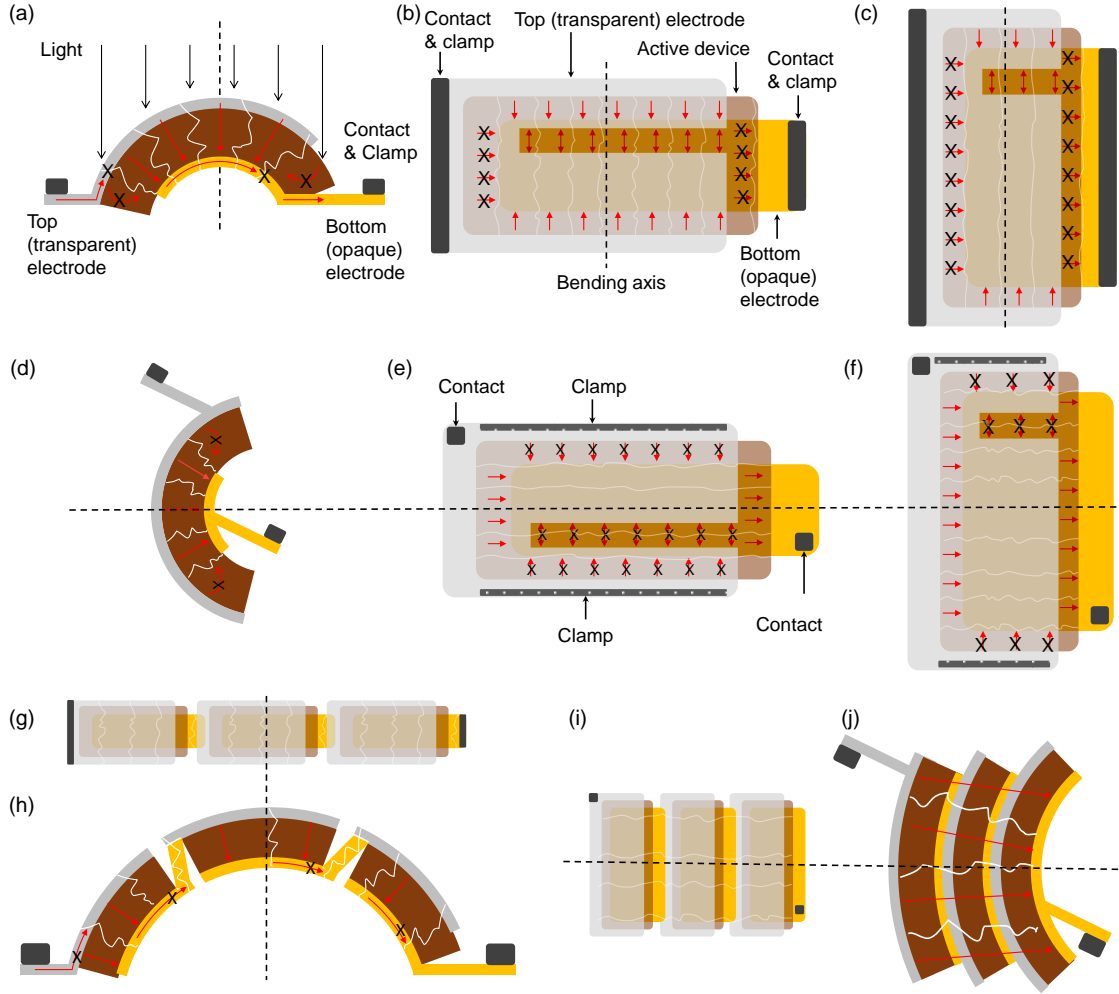 (a)
Light
Contact
& Clamp
Top
(transparent)
electrode
Bottom
(opaque)
electrode
(b)
Contact
& clamp
Top (transparent) electrode
Active device
Contact
& clamp
Bottom
(opaque)
electrode
Bending axis
(c)
(d)
(e)
Contact
Clamp
Clamp
Contact
(f)
(g)
(h)
(i)
(j)